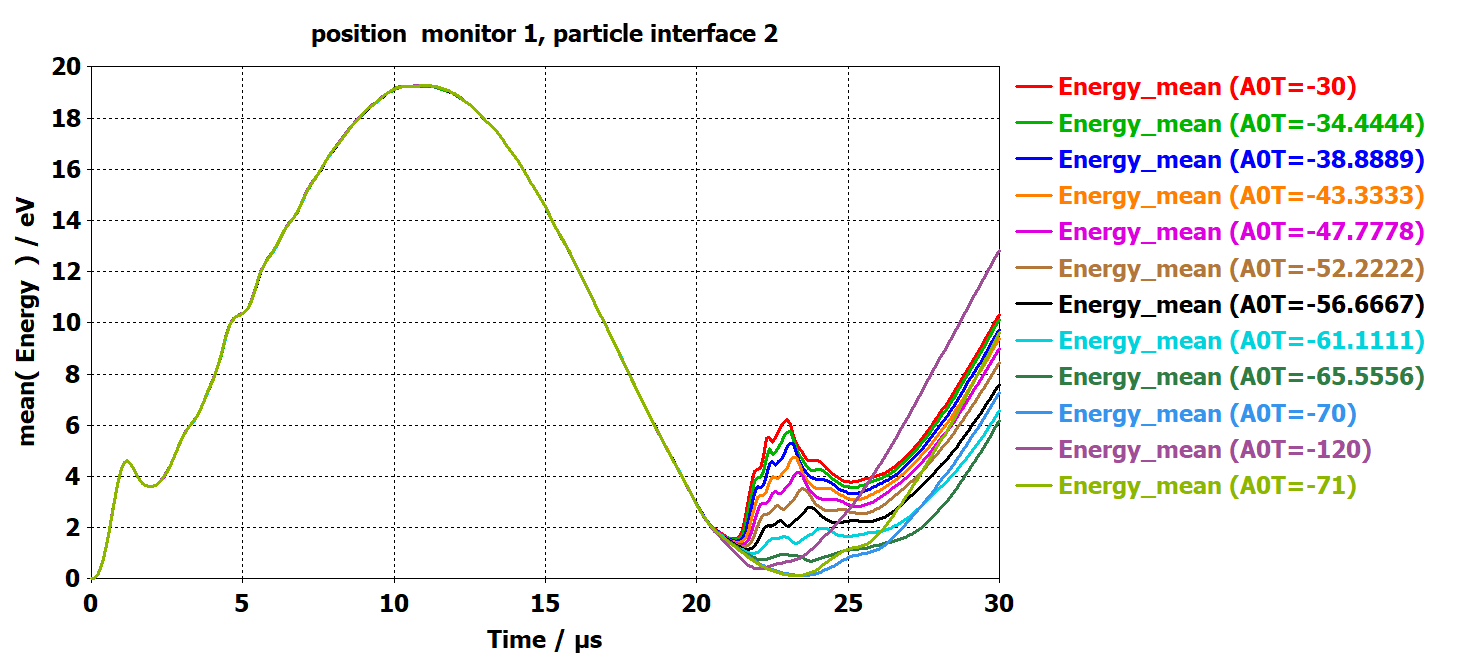 position monitor 1, particle interface 2
mean( Energy ) / eV
20
18
16
14
12
10
8
6
4
2
0
0 5 10 15 20 25 30
Time / µs
Energy_mean (A0T=-30)
Energy_mean (A0T=-34.4444)
Energy_mean (A0T=-38.8889)
Energy_mean (A0T=-43.3333)
Energy_mean (A0T=-47.7778)
Energy_mean (A0T=-52.2222)
Energy_mean (A0T=-56.6667)
Energy_mean (A0T=-61.1111)
Energy_mean (A0T=-65.5556)
Energy_mean (A0T=-70)
Energy_mean (A0T=-120)
Energy_mean (A0T=-71)